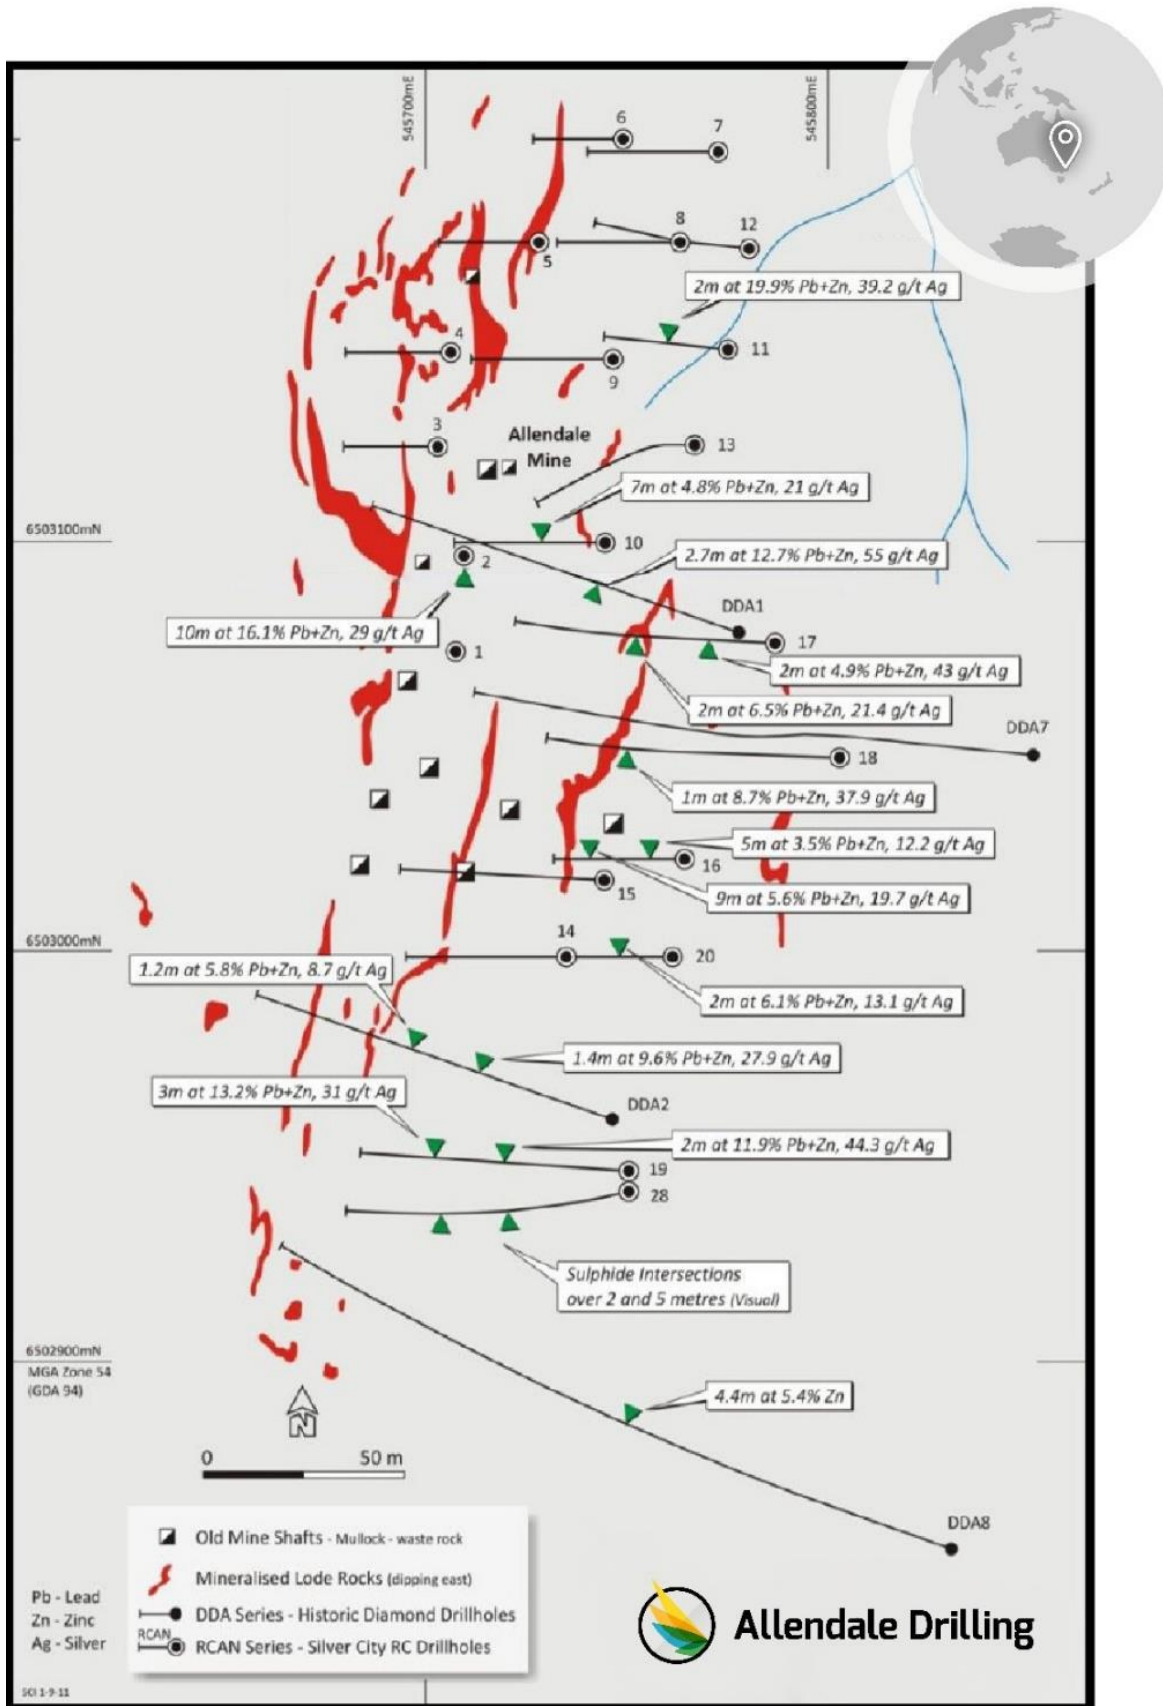 545700mE
545800mE
6
7
8
12
5
2m at 19.9% Pb+Zn, 39.2 g/t Ag
4
11
9
3
Allendale
Mine
13
7m at 4.8% Pb+Zn, 21 g/t Ag
6503100mN
10
2
2.7m at 12.7% Pb+Zn, 55 g/t Ag
DDA1
10m at 16.1% Pb+Zn, 29 g/t Ag
17
1
2m at 4.9% Pb+Zn, 43 g/t Ag
2m at 6.5% Pb+Zn, 21.4 g/t Ag
DDA7
18
1m at 8.7% Pb+Zn, 37.9 g/t Ag
5m at 3.5% Pb+Zn, 12.2 g/t Ag
16
15
9m at 5.6% Pb+Zn, 19.7 g/t Ag
14
6503000mN
20
1.2m at 5.8% Pb+Zn, 8.7 g/t Ag
2m at 6.1% Pb+Zn, 13.1 g/t Ag
1.4m at 9.6% Pb+Zn, 27.9 g/t Ag
3m at 13.2% Pb+Zn, 31 g/t Ag
DDA2
2m at 11.9% Pb+Zn, 44.3 g/t Ag
19
28
Sulphide Intersections
over 2 and 5 metres (Visual)
6502900mN
MGA Zone 54
(GDA 94)
4.4m at 5.4% Zn
N
0 50 m
DDA8
Old Mine Shafts - Mullock - waste rock
Mineralised Lode Rocks (dipping east)
DDA Series - Historic Diamond Drillholes
RCAN
RCAN Series - Silver City RC Drillholes
Pb - Lead
Zn - Zinc
Ag - Silver
SCI 1-9-11
Allendale Drilling